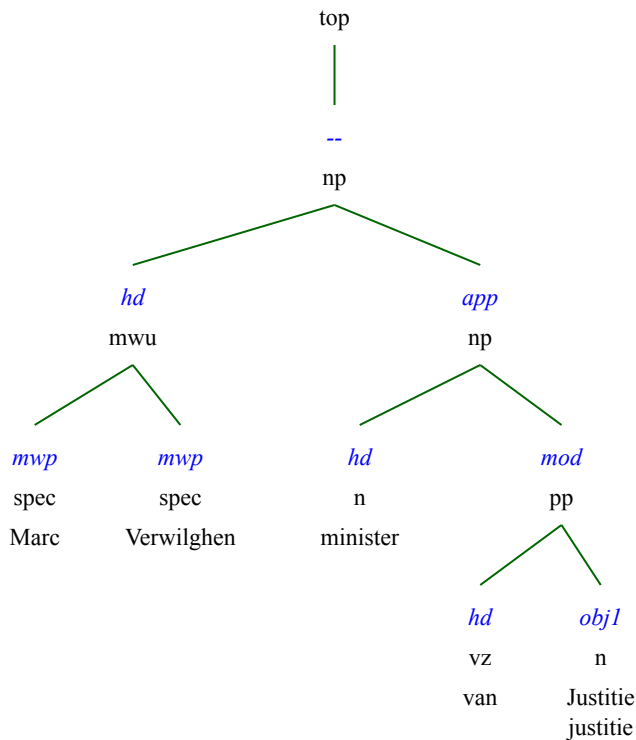 top
--
np
hd app
mwu np
mwp mwp hd mod
spec spec n pp
Marc Verwilghen minister
hd obj1
vz n
van Justitie
justitie